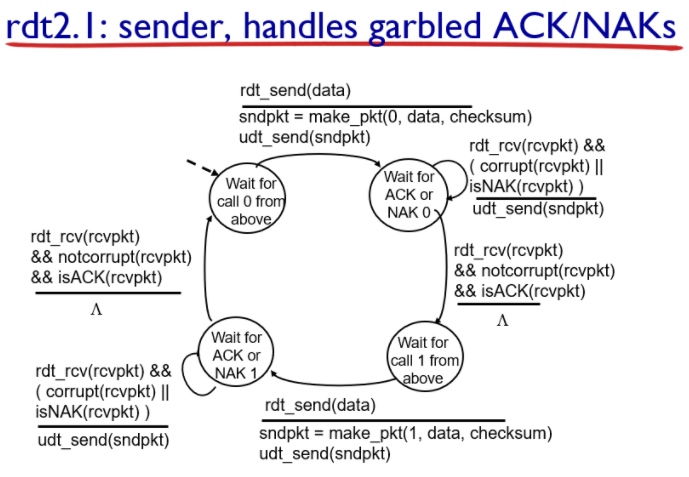 rdt2.1: sender, handles garbled ACK/NAKs
rdt_send(data)
sndpkt = make_pkt(0, data, checksum)
udt_send(sndpkt)
Wait for
call 0 from
above
Wait for
ACK or
NAK 0
rdt_rcv(rcvpkt) &&
( corrupt(rcvpkt) ||
isNAK(rcvpkt) )
udt_send(sndpkt)
rdt_rcv(rcvpkt)
&& notcorrupt(rcvpkt)
&& isACK(rcvpkt)
Λ
rdt_rcv(rcvpkt)
&& notcorrupt(rcvpkt)
&& isACK(rcvpkt)
Λ
Wait for
ACK or
NAK 1
Wait for
call 1 from
above
rdt_rcv(rcvpkt) &&
( corrupt(rcvpkt) ||
isNAK(rcvpkt) )
udt_send(sndpkt)
rdt_send(data)
sndpkt = make_pkt(1, data, checksum)
udt_send(sndpkt)